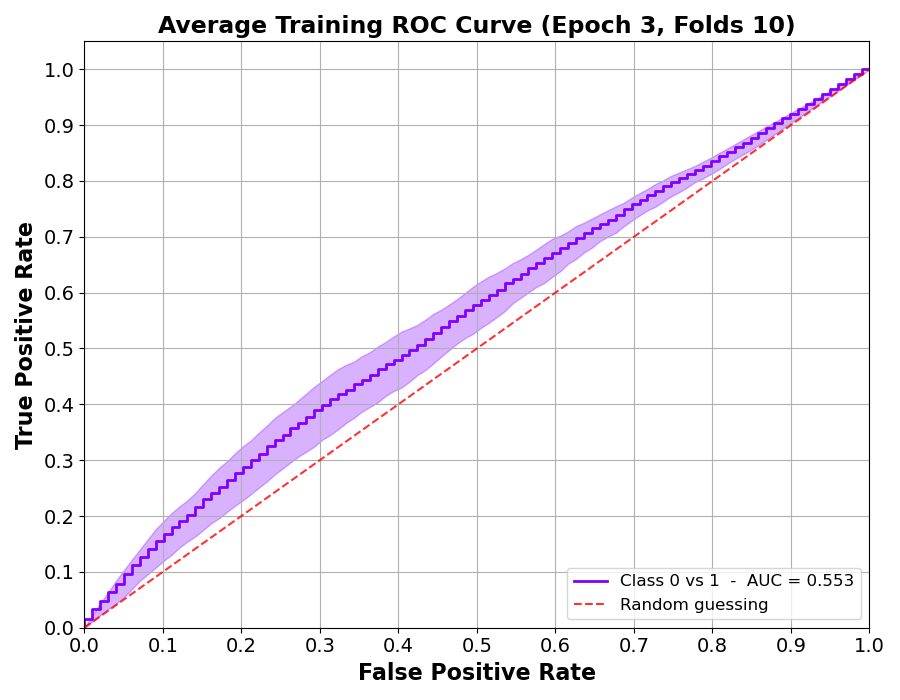 Average Training ROC Curve (Epoch 3, Folds 10)
True Positive Rate
1.0
0.9
0.8
0.7
0.6
0.5
0.4
0.3
0.2
0.1
0.0
Class 0 vs 1 - AUC = 0.553
Random guessing
0.0 0.1 0.2 0.3 0.4 0.5 0.6 0.7 0.8 0.9 1.0
False Positive Rate